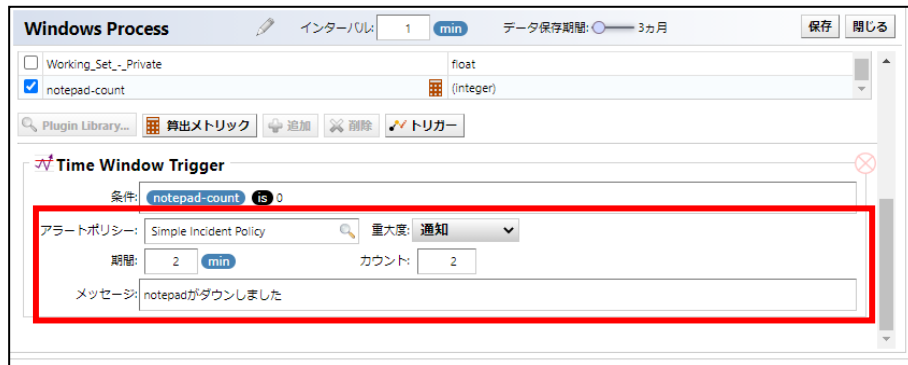 Windows Process インターバル: 1 min データ保存期間: 3ヵ月 保存 閉じる
Working_Set_-_Private float
notepad-count (integer)
Plugin Library... 算出メトリック 追加 削除 トリガー
Time Window Trigger
条件: notepad-count is 0
アラートポリシー: Simple Incident Policy 重大度: 通知
期間: 2 min カウント: 2
メッセージ: notepadがダウンしました